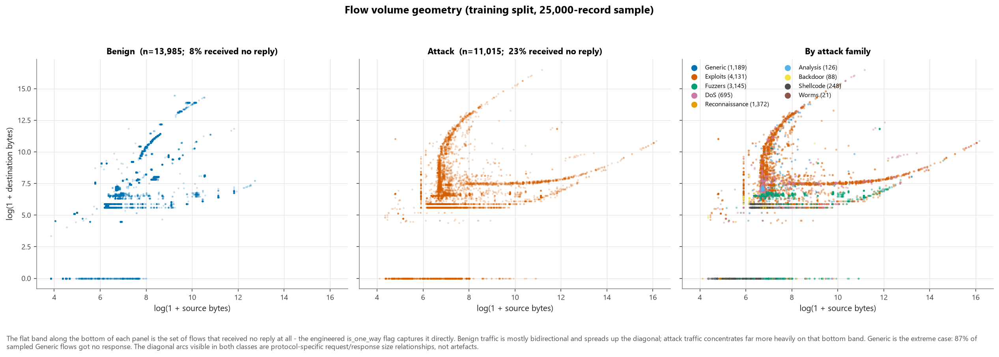 Flow volume geometry (training split, 25,000-record sample)
Benign  (n=13,985;  8% received no reply)
Attack  (n=11,015;  23% received no reply)
By attack family
log(1 + destination bytes)
15.0
12.5
10.0
7.5
5.0
2.5
0.0
4 6 8 10 12 14 16
log(1 + source bytes)
4 6 8 10 12 14 16
log(1 + source bytes)
Generic (1,189)
Exploits (4,131)
Fuzzers (3,145)
DoS (695)
Reconnaissance (1,372)
Analysis (126)
Backdoor (88)
Shellcode (248)
Worms (21)
4 6 8 10 12 14 16
log(1 + source bytes)
The flat band along the bottom of each panel is the set of flows that received no reply at all - the engineered is_one_way flag captures it directly. Benign traffic is mostly bidirectional and spreads up the diagonal; attack traffic concentrates far more heavily on that bottom band. Generic is the extreme case: 87% of
sampled Generic flows got no response. The diagonal arcs visible in both classes are protocol-specific request/response size relationships, not artefacts.